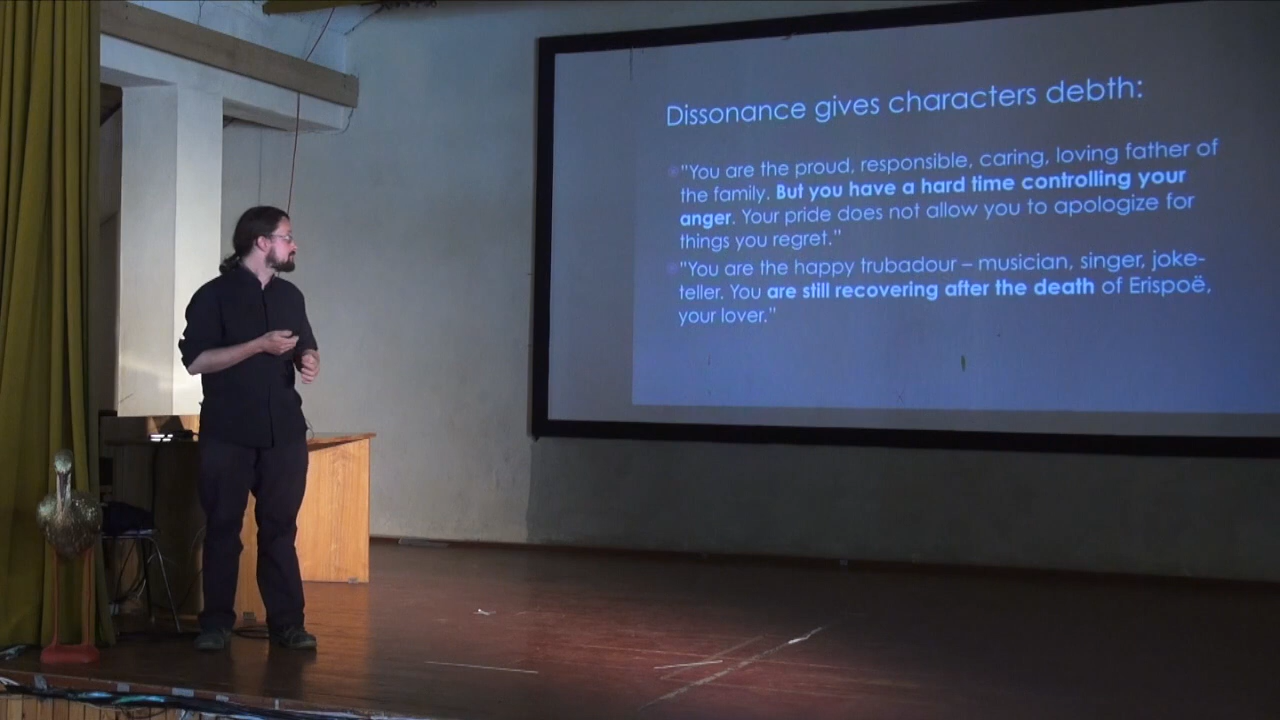 Dissonance gives characters debth:
"You are the proud, responsible, caring, loving father of
the family. But you have a hard time controlling your
anger. Your pride does not allow you to apologize for
things you regret."
"You are the happy trubadour – musician, singer, joke-
teller. You are still recovering after the death of Erispoë,
your lover."